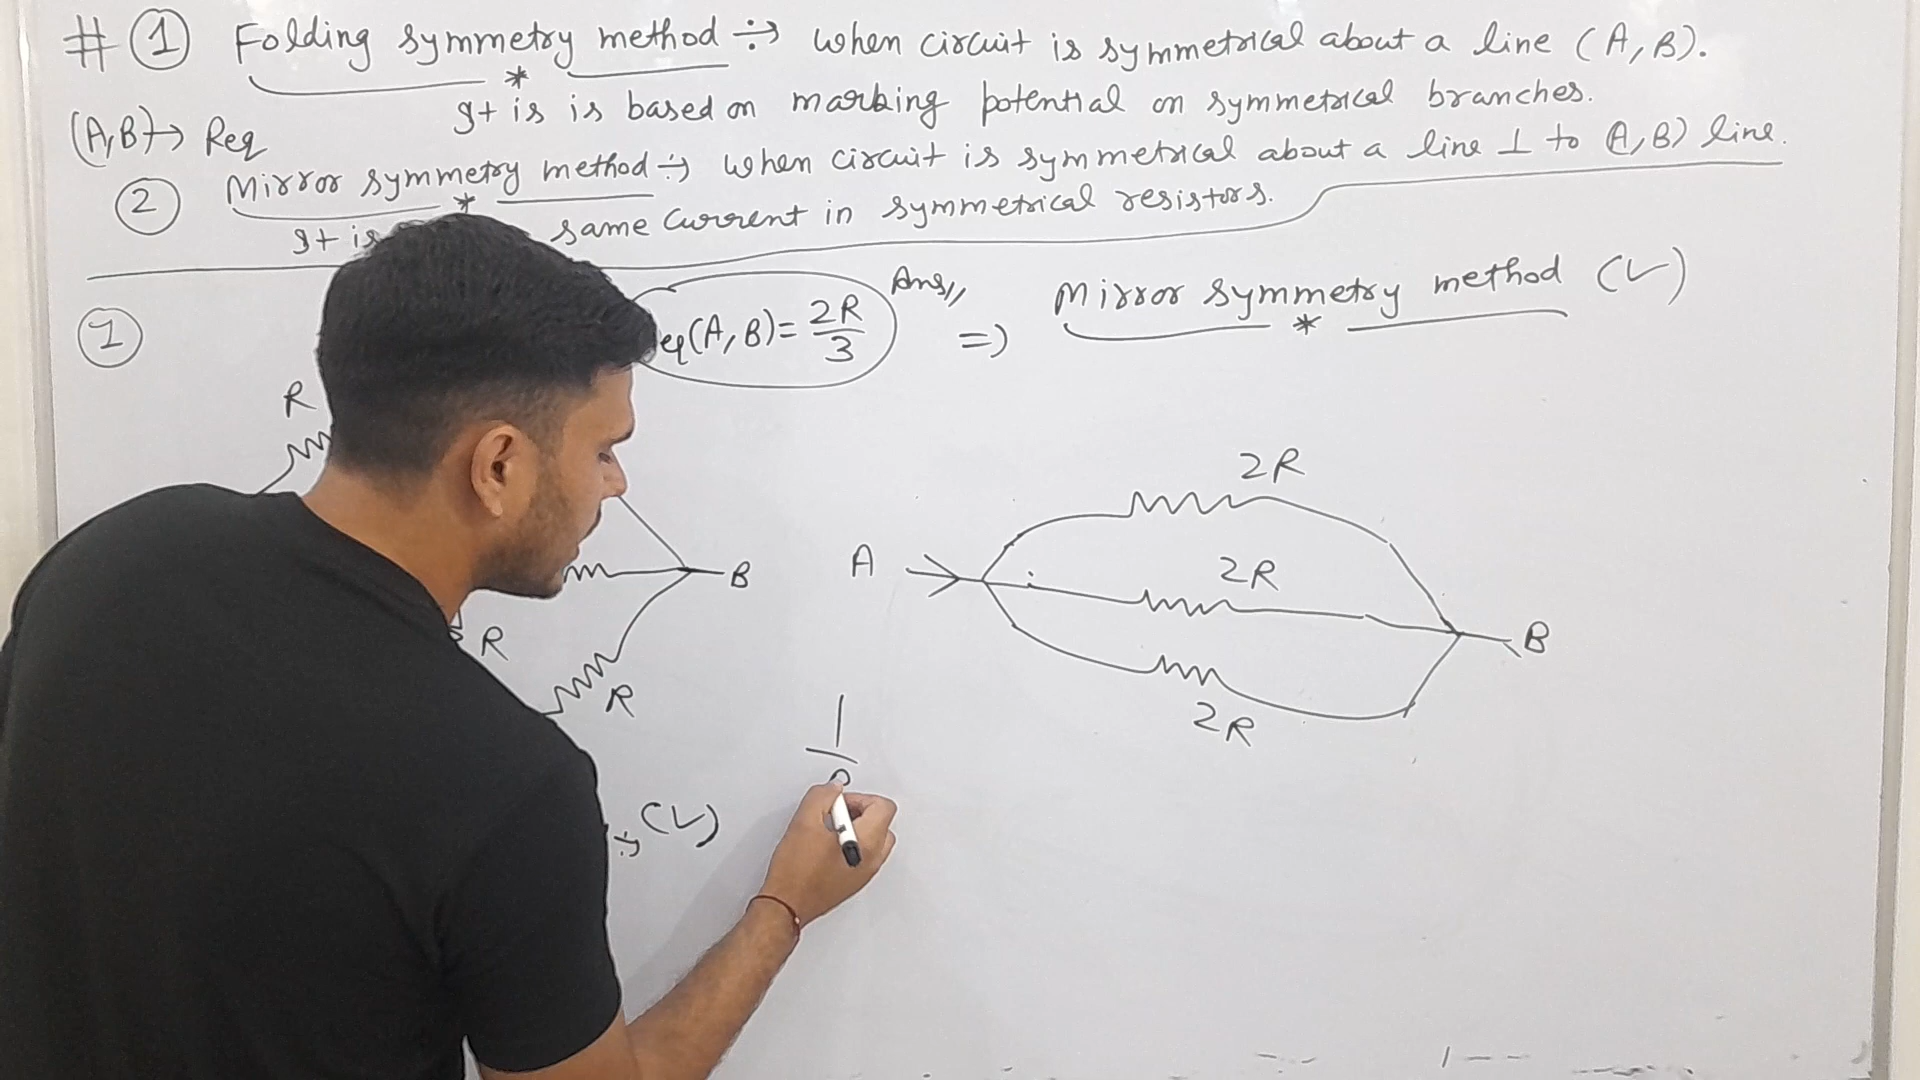 # ① Folding symmetry method ÷→ when circuit is symmetrical about a line (A, B).
* It is is based on marking potential on symmetrical branches.
(A,B)→ Req
② Mirror symmetry method ÷→ when circuit is symmetrical about a line ⊥ to (A,B) line.
* It is same current in symmetrical resistors.
① eq(A, B) = 2R/3 Ans,, => Mirror symmetry method (✓)
*
R
2R
A 2R B
B
R
R
2R
1
(✓)